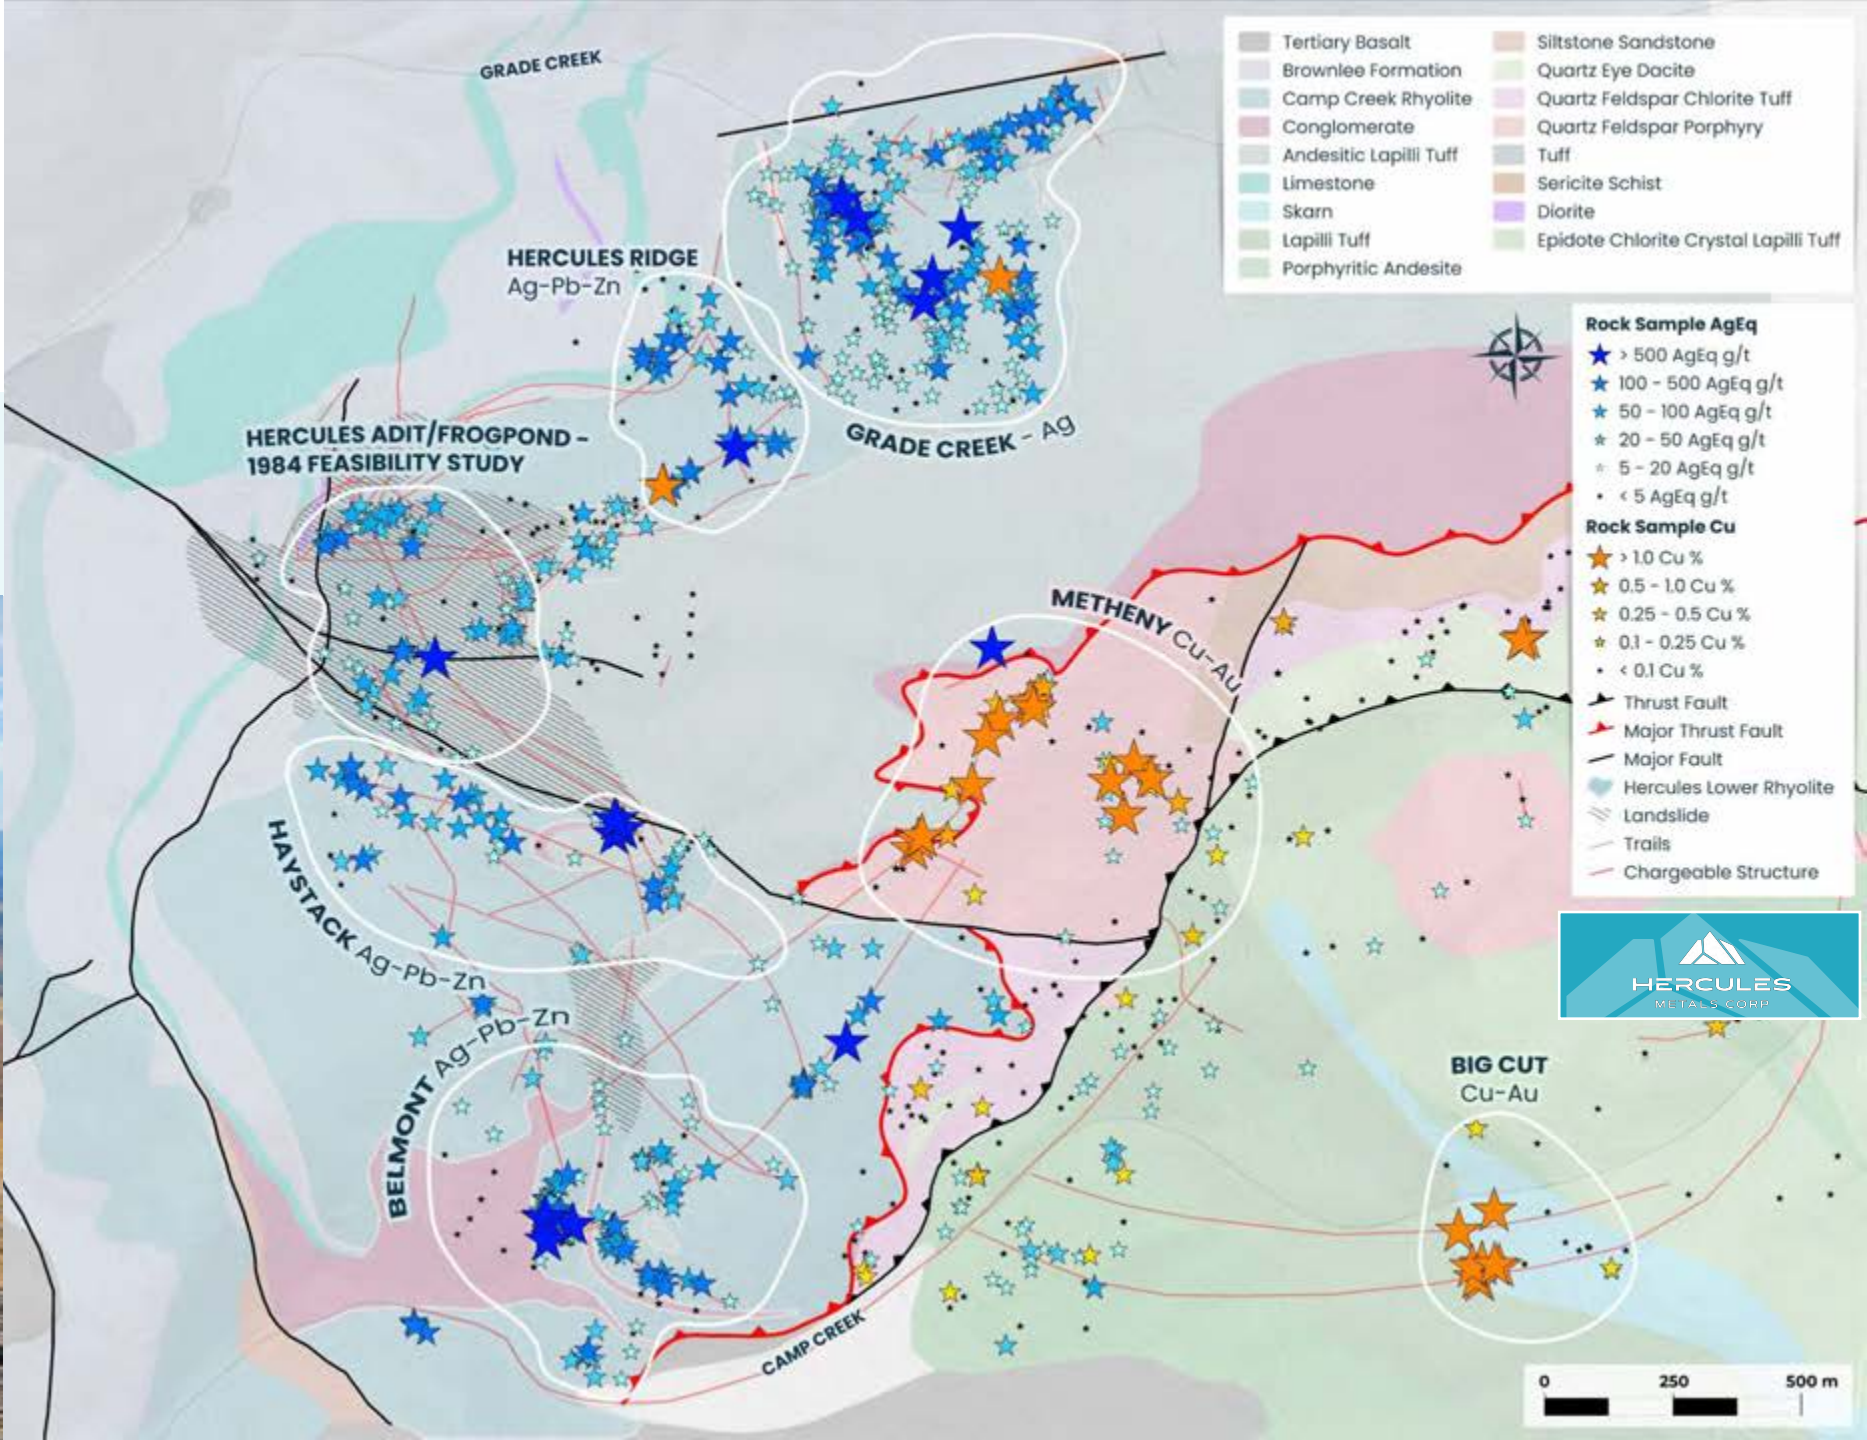 GRADE CREEK
HERCULES RIDGE
Ag-Pb-Zn
GRADE CREEK - Ag
HERCULES ADIT/FROGPOND -
1984 FEASIBILITY STUDY
METHENY Cu-Au
HAYSTACK Ag-Pb-Zn
BELMONT Ag-Pb-Zn
BIG CUT
Cu-Au
CAMP CREEK
Tertiary Basalt
Brownlee Formation
Camp Creek Rhyolite
Conglomerate
Andesitic Lapilli Tuff
Limestone
Skarn
Lapilli Tuff
Porphyritic Andesite
Siltstone Sandstone
Quartz Eye Dacite
Quartz Feldspar Chlorite Tuff
Quartz Feldspar Porphyry
Tuff
Sericite Schist
Diorite
Epidote Chlorite Crystal Lapilli Tuff
Rock Sample AgEq
> 500 AgEq g/t
100 - 500 AgEq g/t
50 - 100 AgEq g/t
20 - 50 AgEq g/t
5 - 20 AgEq g/t
< 5 AgEq g/t
Rock Sample Cu
> 1.0 Cu %
0.5 - 1.0 Cu %
0.25 - 0.5 Cu %
0.1 - 0.25 Cu %
< 0.1 Cu %
Thrust Fault
Major Thrust Fault
Major Fault
Hercules Lower Rhyolite
Landslide
Trails
Chargeable Structure
HERCULES
METALS CORP
0 250 500 m